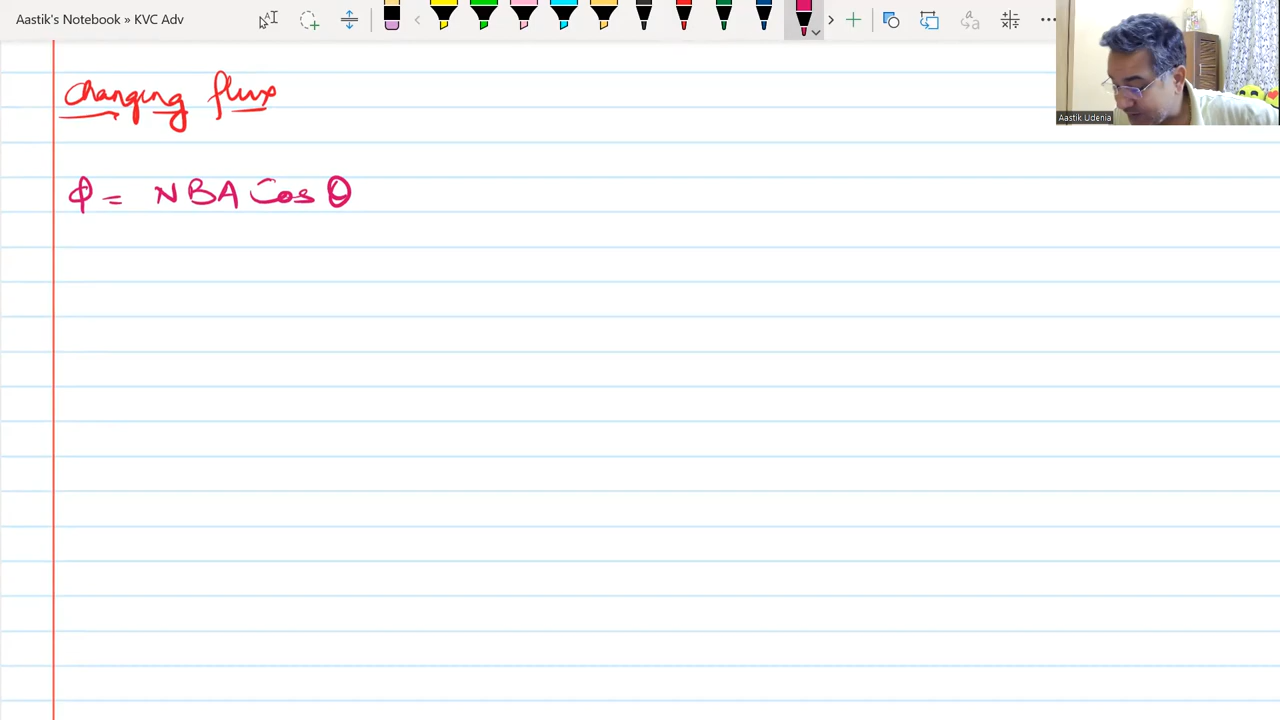 Aastik's Notebook » KVC Adv
Aastik Udenia
Changing flux
Φ = NBA Cos θ